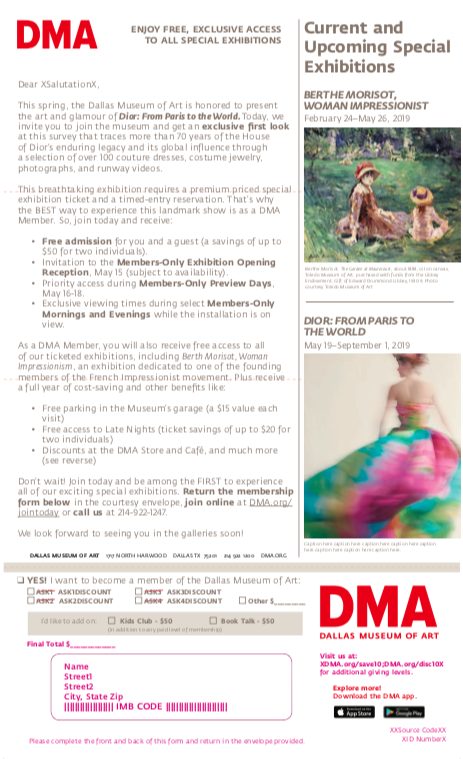 DMA
ENJOY FREE, EXCLUSIVE ACCESS
TO ALL SPECIAL EXHIBITIONS
Dear XSalutationX,
This spring, the Dallas Museum of Art is honored to present
the art and glamour of Dior: From Paris to the World. Today, we
invite you to join the museum and get an exclusive first look
at this survey that traces more than 70 years of the House
of Dior's enduring legacy and its global influence through
a selection of over 100 couture dresses, costume jewelry,
photographs, and runway videos.
This breathtaking exhibition requires a premium priced special
exhibition ticket and a timed-entry reservation. That's why
the BEST way to experience this landmark show is as a DMA
Member. So, join today and receive:
• Free admission for you and a guest (a savings of up to
$50 for two individuals).
• Invitation to the Members-Only Exhibition Opening
Reception, May 15 (subject to availability).
• Priority access during Members-Only Preview Days,
May 16-18.
• Exclusive viewing times during select Members-Only
Mornings and Evenings while the installation is on
view.
As a DMA Member, you will also receive free access to all
of our ticketed exhibitions, including Berth Morisot, Woman
Impressionism, an exhibition dedicated to one of the founding
members of the French Impressionist movement. Plus receive
a full year of cost-saving and other benefits like:
• Free parking in the Museum's garage (a $15 value each
visit)
• Free access to Late Nights (ticket savings of up to $20 for
two individuals)
• Discounts at the DMA Store and Café, and much more
(see reverse)
Don't wait! Join today and be among the FIRST to experience
all of our exciting special exhibitions. Return the membership
form below in the courtesy envelope, join online at DMA.org/
jointoday or call us at 214-922-1247.
We look forward to seeing you in the galleries soon!
DALLAS MUSEUM OF ART 1717 NORTH HARWOOD DALLAS TX 75201 214 922 1200 DMA.ORG
Current and
Upcoming Special
Exhibitions
BERTHE MORISOT,
WOMAN IMPRESSIONIST
February 24–May 26, 2019
DIOR: FROM PARIS TO
THE WORLD
May 19–September 1, 2019
Caption here caption here caption here caption here caption
here caption here caption here caption here.
YES! I want to become a member of the Dallas Museum of Art:
ASK1 ASK1DISCOUNT
ASK3 ASK3DISCOUNT
ASK2 ASK2DISCOUNT
ASK4 ASK4DISCOUNT
Other $________
I'd like to add on: Kids Club - $50 Book Talk - $50
(in addition to any paid level of membership)
Final Total $__________
Name
Street1
Street2
City, State Zip
||||||||||||||||||| IMB CODE |||||||||||||||||||||||
Please complete the front and back of this form and return in the envelope provided.
DMA
DALLAS MUSEUM OF ART
Visit us at:
XDMA.org/save10;DMA.org/disc10X
for additional giving levels.
Explore more!
Download the DMA app.
App Store
Google Play
XXSource CodeXX
XID NumberX